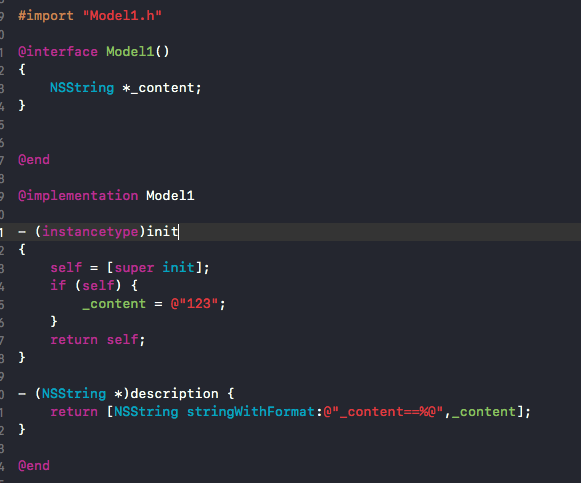 9 #import "Model1.h"
0
1 @interface Model1()
2 {
3     NSString *_content;
4 }
5
6
7 @end
8
9 @implementation Model1
0
1 - (instancetype)init
2 {
3     self = [super init];
4     if (self) {
5         _content = @"123";
6     }
7     return self;
8 }
9
0 - (NSString *)description {
1     return [NSString stringWithFormat:@"_content==%@",_content];
2 }
3
4 @end